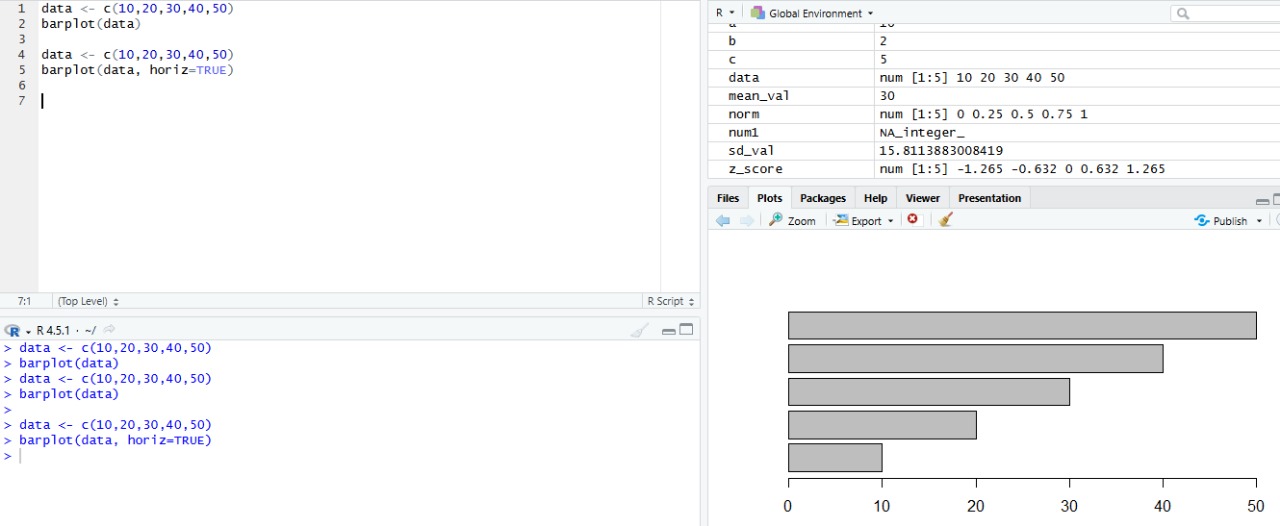 1 data <- c(10,20,30,40,50)
2 barplot(data)
3
4 data <- c(10,20,30,40,50)
5 barplot(data, horiz=TRUE)
6
7
7:1 (Top Level) R Script
R 4.5.1 · ~/
> data <- c(10,20,30,40,50)
> barplot(data)
> data <- c(10,20,30,40,50)
> barplot(data)
>
> data <- c(10,20,30,40,50)
> barplot(data, horiz=TRUE)
>
R Global Environment
b 2
c 5
data num [1:5] 10 20 30 40 50
mean_val 30
norm num [1:5] 0 0.25 0.5 0.75 1
num1 NA_integer_
sd_val 15.8113883008419
z_score num [1:5] -1.265 -0.632 0 0.632 1.265
Files Plots Packages Help Viewer Presentation
Zoom Export Publish
0 10 20 30 40 50